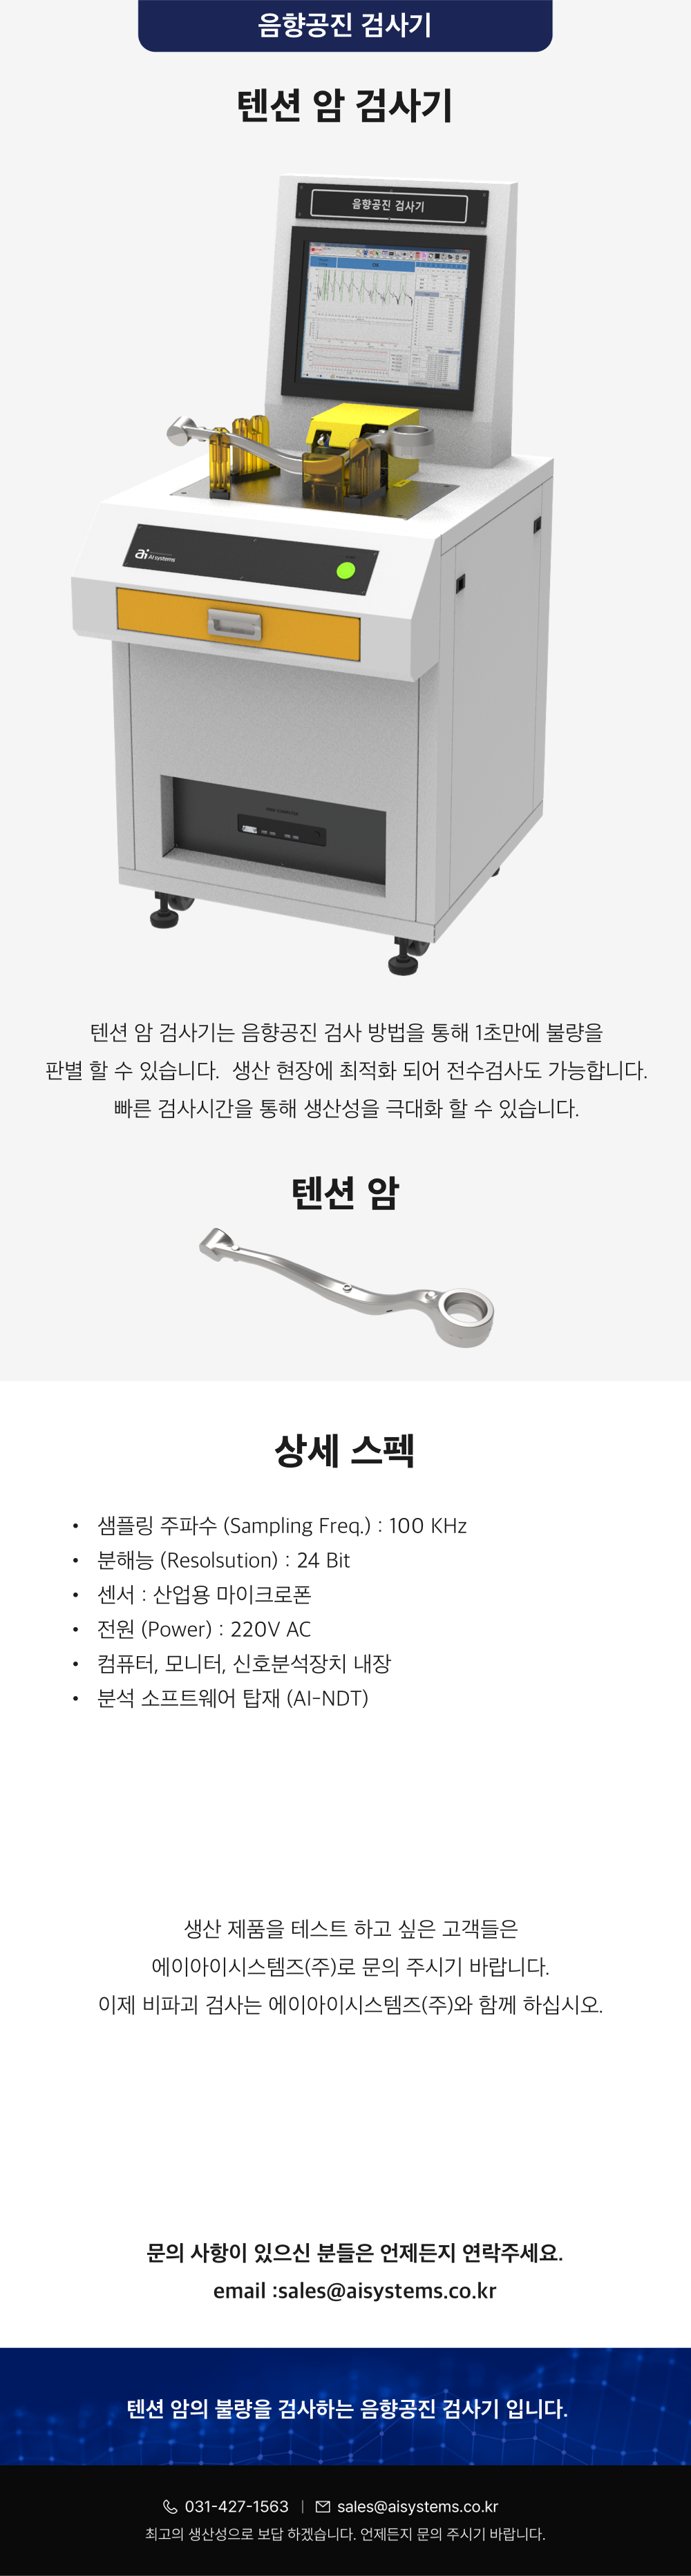 음향공진 검사기
텐션 암 검사기
음향공진 검사기
ai AI systems
텐션 암 검사기는 음향공진 검사 방법을 통해 1초만에 불량을
판별 할 수 있습니다. 생산 현장에 최적화 되어 전수검사도 가능합니다.
빠른 검사시간을 통해 생산성을 극대화 할 수 있습니다.
텐션 암
상세 스펙
• 샘플링 주파수 (Sampling Freq.) : 100 KHz
• 분해능 (Resolsution) : 24 Bit
• 센서 : 산업용 마이크로폰
• 전원 (Power) : 220V AC
• 컴퓨터, 모니터, 신호분석장치 내장
• 분석 소프트웨어 탑재 (AI-NDT)
생산 제품을 테스트 하고 싶은 고객들은
에이아이시스템즈(주)로 문의 주시기 바랍니다.
이제 비파괴 검사는 에이아이시스템즈(주)와 함께 하십시오.
문의 사항이 있으신 분들은 언제든지 연락주세요.
email :sales@aisystems.co.kr
텐션 암의 불량을 검사하는 음향공진 검사기 입니다.
031-427-1563 | sales@aisystems.co.kr
최고의 생산성으로 보답 하겠습니다. 언제든지 문의 주시기 바랍니다.